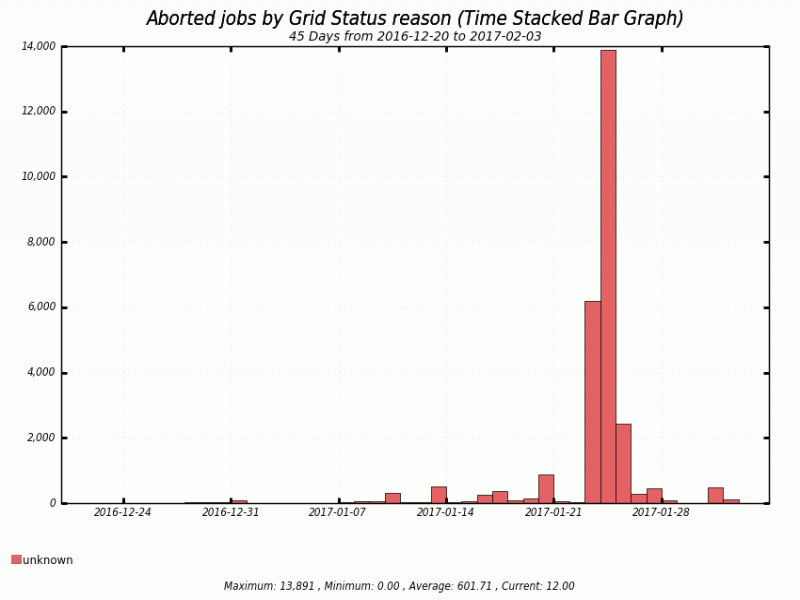 Aborted jobs by Grid Status reason (Time Stacked Bar Graph)
45 Days from 2016-12-20 to 2017-02-03
14,000
12,000
10,000
8,000
6,000
4,000
2,000
0
2016-12-24 2016-12-31 2017-01-07 2017-01-14 2017-01-21 2017-01-28
unknown
Maximum: 13,891 , Minimum: 0.00 , Average: 601.71 , Current: 12.00